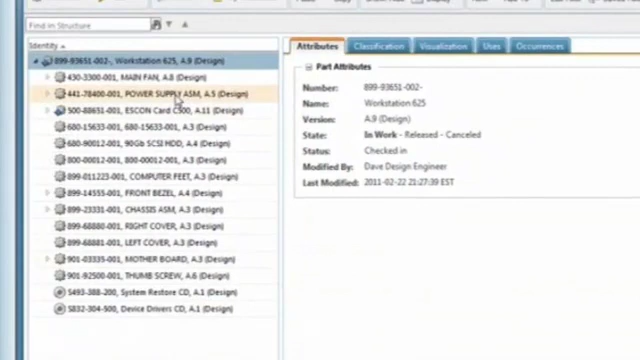 Find in Structure
Identity
899-93651-002-, Workstation 625, A.9 (Design)
430-3300-001, MAIN FAN, A.8 (Design)
441-78400-001, POWER SUPPLY ASM, A.5 (Design)
500-88651-001, ESCON Card C500, A.11 (Design)
680-15633-001, 680-15633-001, A.3 (Design)
680-90012-001, 90Gb SCSI HDD, A.4 (Design)
800-00012-001, 800-00012-001, A.3 (Design)
899-011223-001, COMPUTER FEET, A.3 (Design)
899-14555-001, FRONT BEZEL, A.4 (Design)
899-23331-001, CHASSIS ASM, A.3 (Design)
899-68880-001, RIGHT COVER, A.3 (Design)
899-68881-001, LEFT COVER, A.3 (Design)
901-03335-001, MOTHER BOARD, A.3 (Design)
901-92500-001, THUMB SCREW, A.6 (Design)
S493-388-200, System Restore CD, A.1 (Design)
S832-304-500, Device Drivers CD, A.1 (Design)
Attributes Classification Visualization Uses Occurrences
Part Attributes
Number: 899-93651-002-
Name: Workstation 625
Version: A.9 (Design)
State: In Work - Released - Canceled
Status: Checked in
Modified By: Dave Design Engineer
Last Modified: 2011-02-22 21:27:39 EST